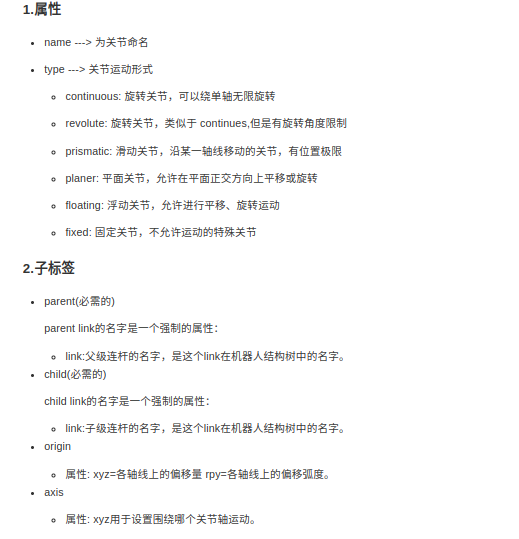 1.属性
name ---> 为关节命名
type ---> 关节运动形式
continuous: 旋转关节，可以绕单轴无限旋转
revolute: 旋转关节，类似于 continues,但是有旋转角度限制
prismatic: 滑动关节，沿某一轴线移动的关节，有位置极限
planer: 平面关节，允许在平面正交方向上平移或旋转
floating: 浮动关节，允许进行平移、旋转运动
fixed: 固定关节，不允许运动的特殊关节
2.子标签
parent(必需的)
parent link的名字是一个强制的属性：
link:父级连杆的名字，是这个link在机器人结构树中的名字。
child(必需的)
child link的名字是一个强制的属性：
link:子级连杆的名字，是这个link在机器人结构树中的名字。
origin
属性: xyz=各轴线上的偏移量 rpy=各轴线上的偏移弧度。
axis
属性: xyz用于设置围绕哪个关节轴运动。